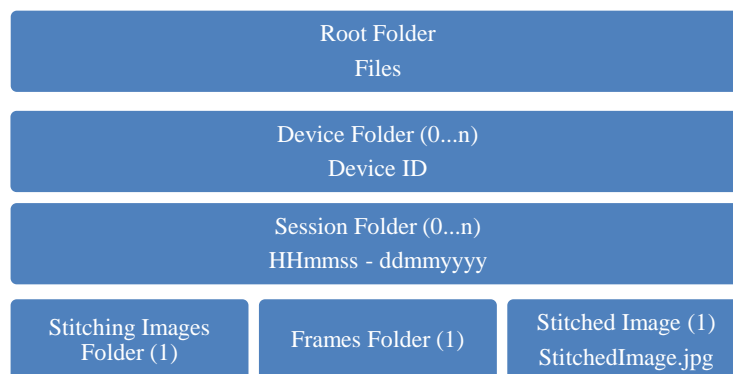 Root Folder
Files
Device Folder (0...n)
Device ID
Session Folder (0...n)
HHmmss - ddmmyyyy
Stitching Images
Folder (1)
Frames Folder (1)
Stitched Image (1)
StitchedImage.jpg